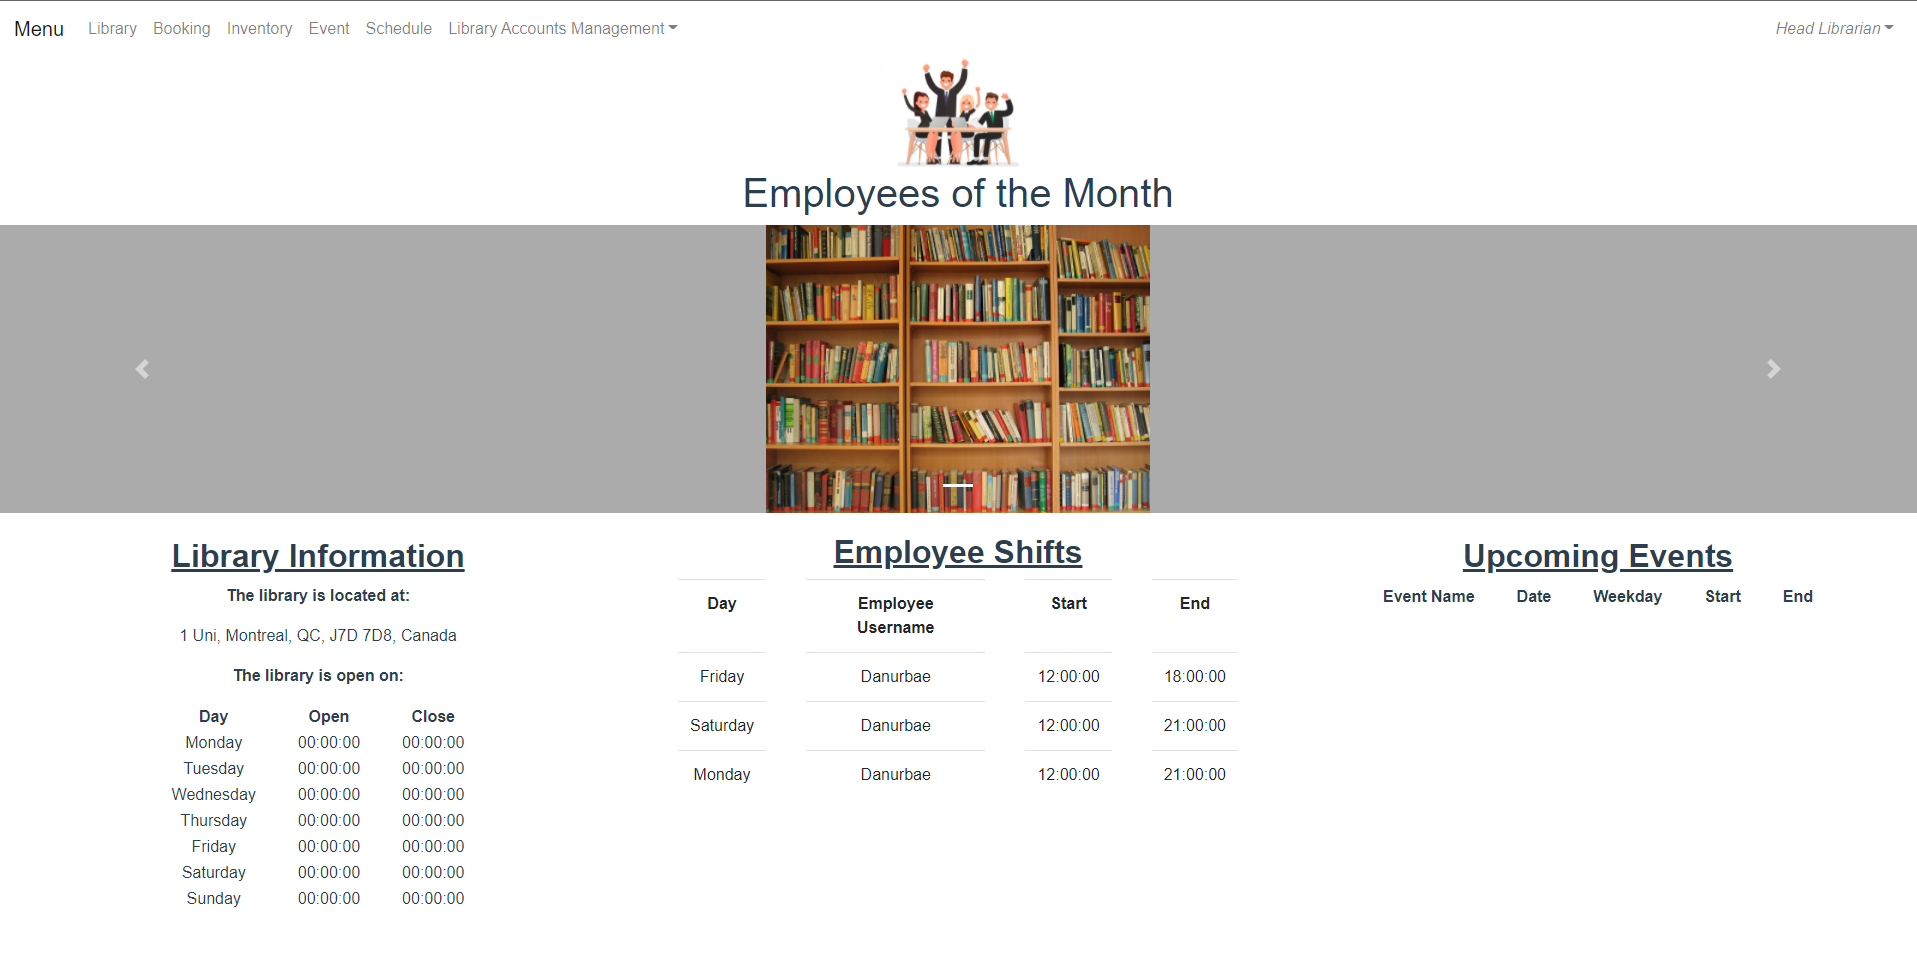 Menu Library Booking Inventory Event Schedule Library Accounts Management Head Librarian
Employees of the Month
Library Information
The library is located at:
1 Uni, Montreal, QC, J7D 7D8, Canada
The library is open on:
Day Open Close
Monday 00:00:00 00:00:00
Tuesday 00:00:00 00:00:00
Wednesday 00:00:00 00:00:00
Thursday 00:00:00 00:00:00
Friday 00:00:00 00:00:00
Saturday 00:00:00 00:00:00
Sunday 00:00:00 00:00:00
Employee Shifts
Day Employee Username Start End
Friday Danurbae 12:00:00 18:00:00
Saturday Danurbae 12:00:00 21:00:00
Monday Danurbae 12:00:00 21:00:00
Upcoming Events
Event Name Date Weekday Start End